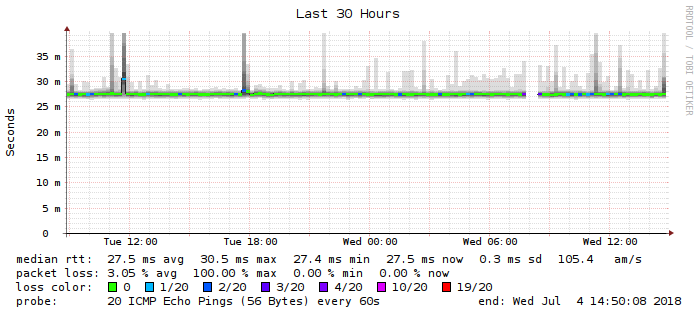 Last 30 Hours
RRDTOOL / TOBI OETIKER
Seconds
35 m
30 m
25 m
20 m
15 m
10 m
5 m
0
Tue 12:00 Tue 18:00 Wed 00:00 Wed 06:00 Wed 12:00
median rtt: 27.5 ms avg 30.5 ms max 27.4 ms min 27.5 ms now 0.3 ms sd 105.4 am/s
packet loss: 3.05 % avg 100.00 % max 0.00 % min 0.00 % now
loss color: 0 1/20 2/20 3/20 4/20 10/20 19/20
probe: 20 ICMP Echo Pings (56 Bytes) every 60s end: Wed Jul 4 14:50:08 2018